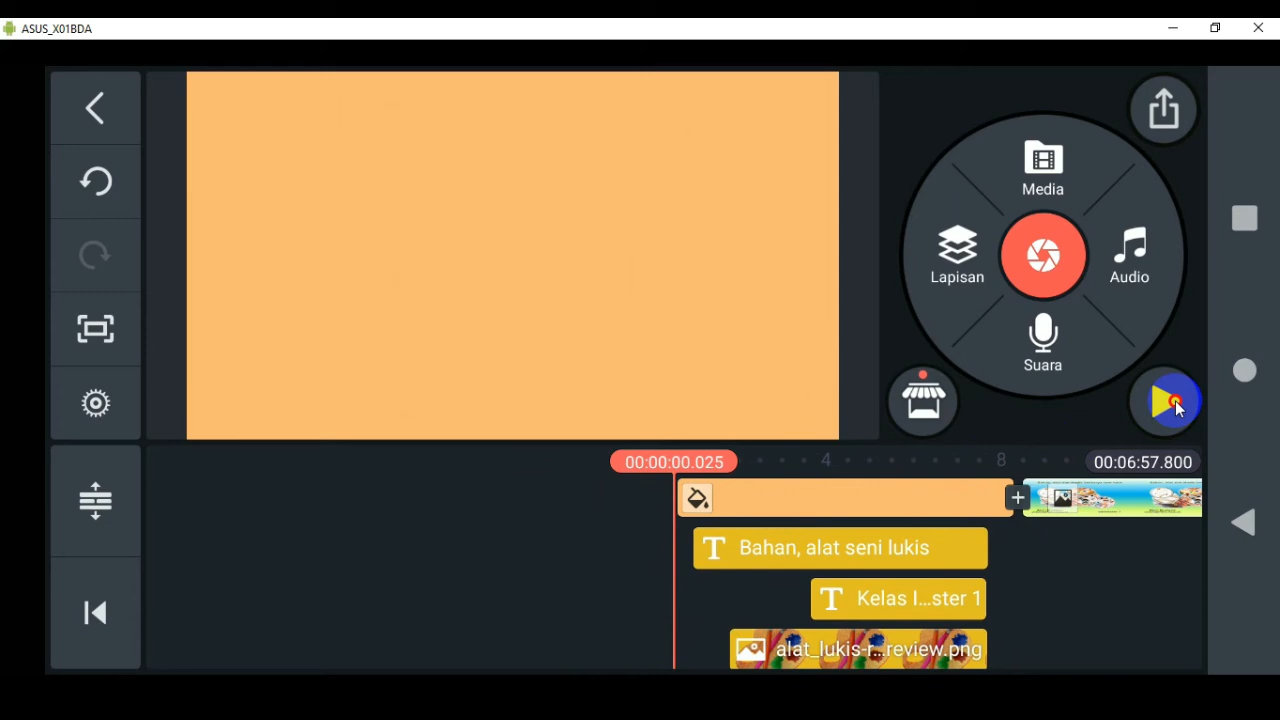 ASUS_X01BDA
Media
Lapisan
Audio
Suara
00:00:00.025
4
8
00:06:57.800
Bahan, alat seni lukis
Kelas I...ster 1
alat_lukis-r...review.png